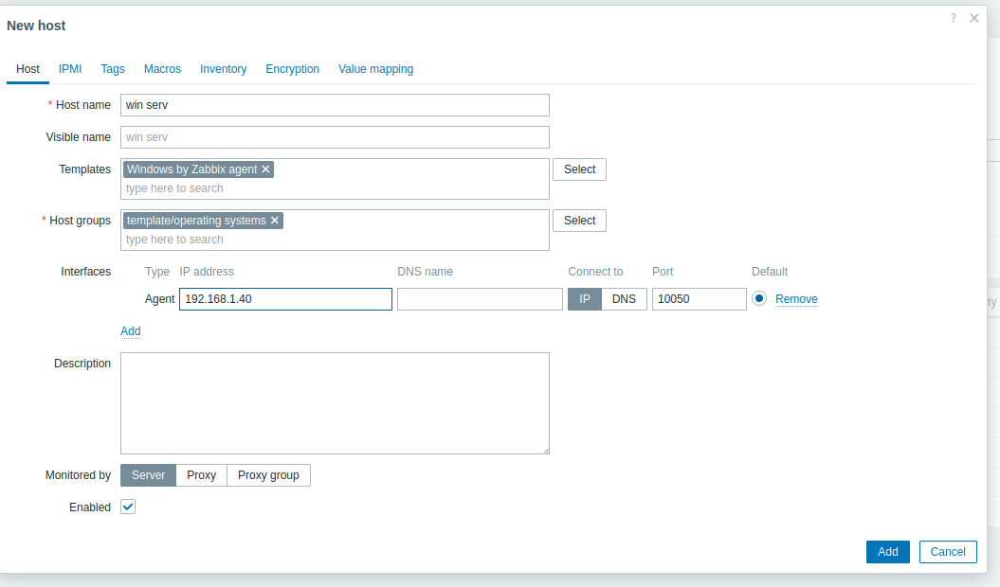 New host
?
Host IPMI Tags Macros Inventory Encryption Value mapping
* Host name win serv
Visible name win serv
Templates Windows by Zabbix agent ✕ Select
type here to search
* Host groups template/operating systems ✕ Select
type here to search
Interfaces Type IP address DNS name Connect to Port Default
Agent 192.168.1.40 IP DNS 10050 Remove
ty
Add
Description
Monitored by Server Proxy Proxy group
Enabled
Add Cancel